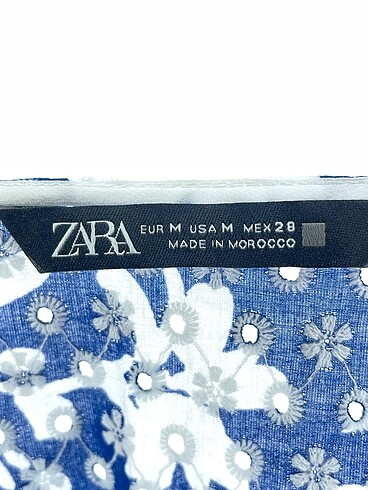 ZARA
EUR M USA M MEX 28
MADE IN MOROCCO